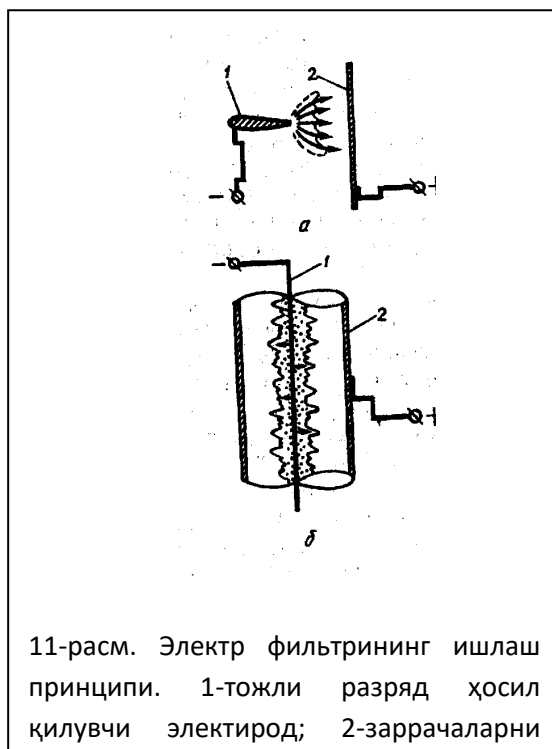 1
2
а
1
2
б
11-расм. Электр фильтрининг ишлаш
принципи. 1-тожли разряд ҳосил
қилувчи электирод; 2-заррачаларни